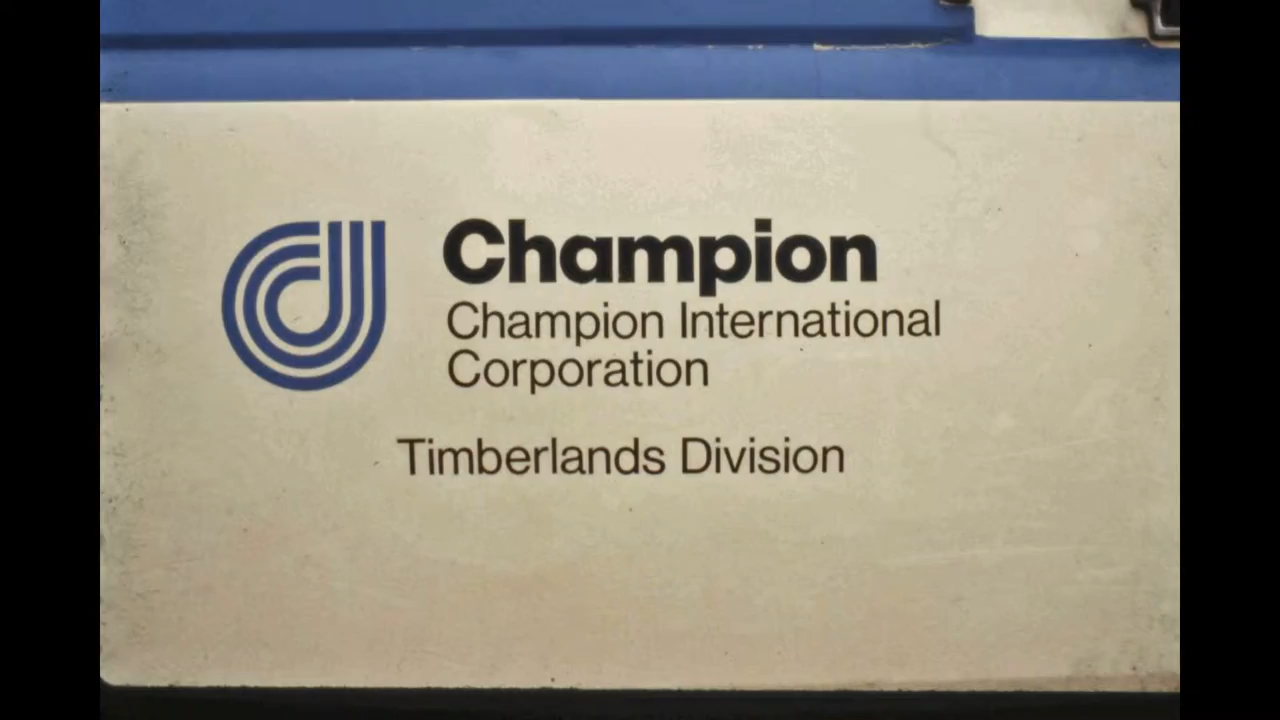 Champion
Champion International
Corporation
Timberlands Division